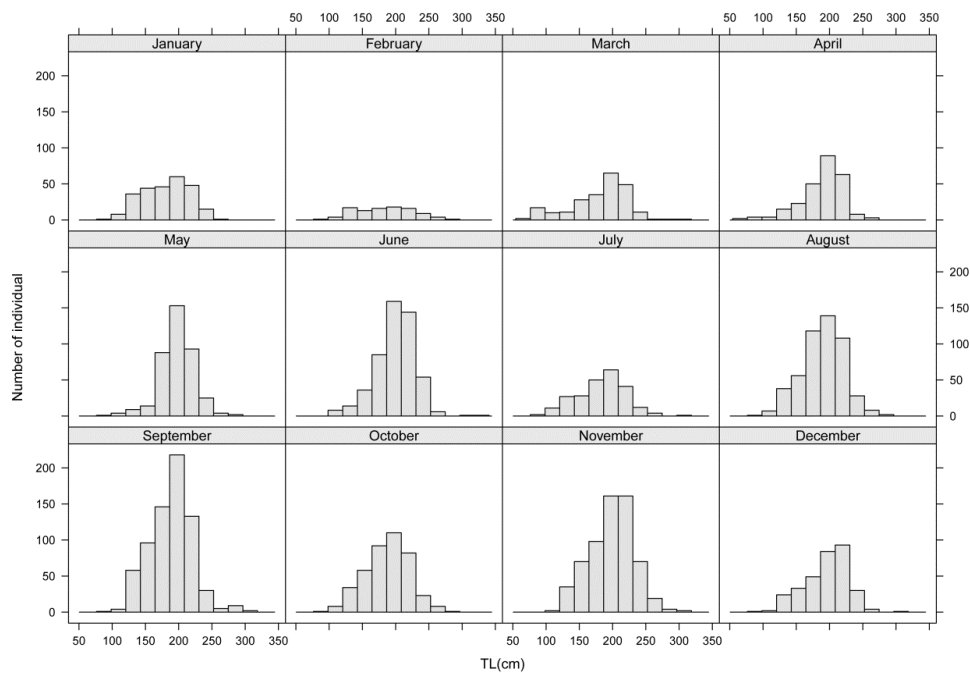 50 100 150 200 250 300 350 50 100 150 200 250 300 350
January February March April
200
150
100
50
0
May June July August
Number of individual
200
150
100
50
0
September October November December
200
150
100
50
0
50 100 150 200 250 300 350 50 100 150 200 250 300 350
TL(cm)